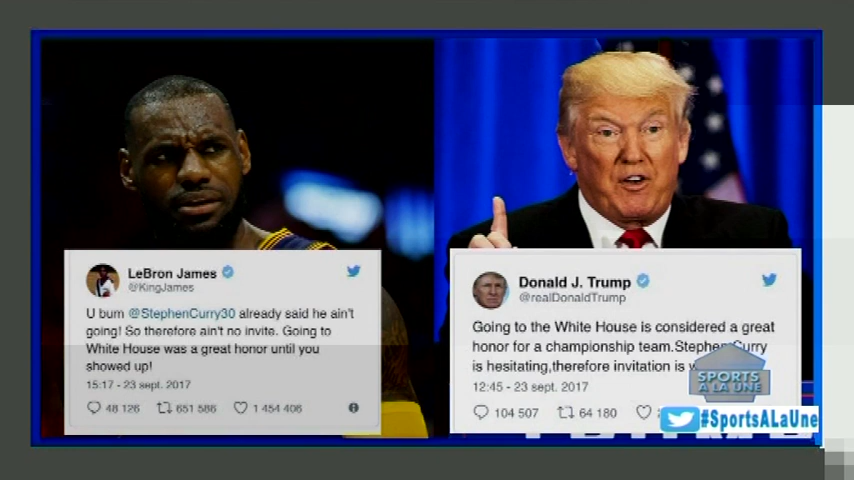 LeBron James
@KingJames
U bum @StephenCurry30 already said he ain't
going! So therefore ain't no invite. Going to
White House was a great honor until you
showed up!
15:17 - 23 sept. 2017
48 126 651 586 1 454 406
Donald J. Trump
@realDonaldTrump
Going to the White House is considered a great
honor for a championship team.Stephen Curry
is hesitating,therefore invitation is
12:45 - 23 sept. 2017
104 507 64 180
SPORTS
À LA UNE
#SportsALaUne